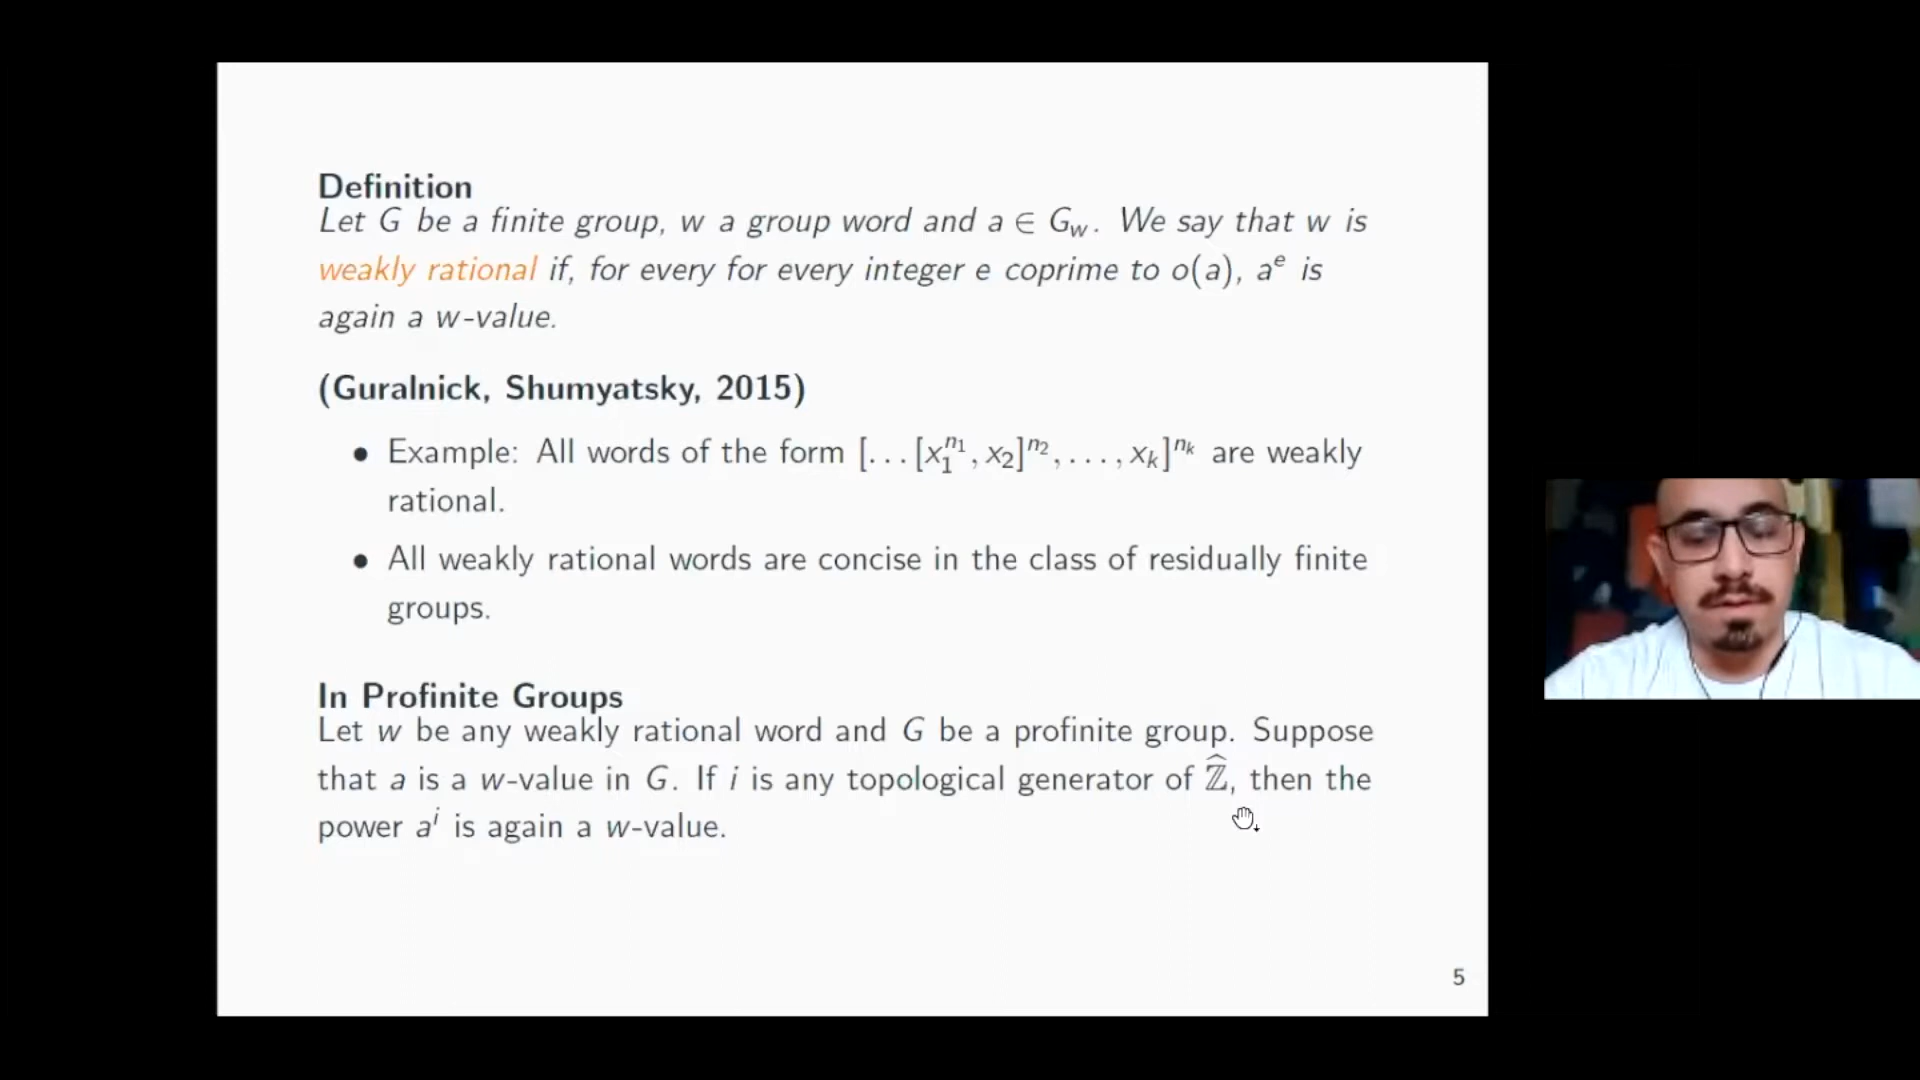 Definition
Let G be a finite group, w a group word and a ∈ G_w. We say that w is
weakly rational if, for every for every integer e coprime to o(a), a^e is
again a w-value.
(Guralnick, Shumyatsky, 2015)
• Example: All words of the form [. . . [x_1^{n_1}, x_2]^{n_2}, . . . , x_k]^{n_k} are weakly
rational.
• All weakly rational words are concise in the class of residually finite
groups.
In Profinite Groups
Let w be any weakly rational word and G be a profinite group. Suppose
that a is a w-value in G. If i is any topological generator of \widehat{ℤ}, then the
power a^i is again a w-value.
5